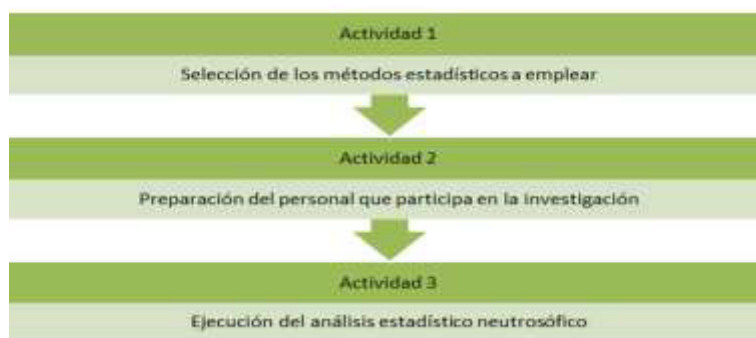 Actividad 1
Selección de los métodos estadísticos a emplear
Actividad 2
Preparación del personal que participa en la investigación
Actividad 3
Ejecución del análisis estadístico neutrosófico